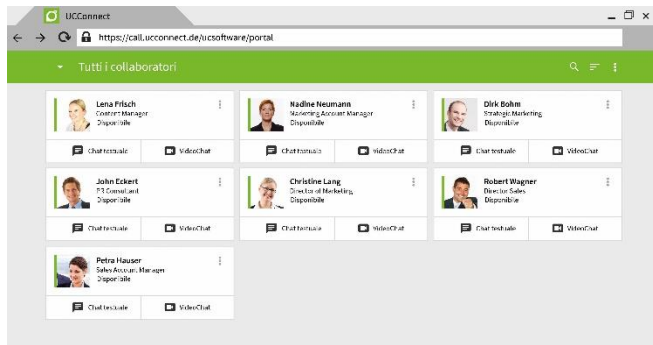 UCConnect
https://call.ucconnect.de/ucsoftware/portal
Tutti i collaboratori
Lena Frisch
Content Manager
Disponibile
Chat testuale VideoChat
Nadine Neumann
Marketing Account Manager
Disponibile
Chat testuale VideoChat
Dirk Bohm
Strategic Marketing
Disponibile
Chat testuale VideoChat
John Eckert
PR Consultant
Disponibile
Chat testuale VideoChat
Christine Lang
Director of Marketing
Disponibile
Chat testuale VideoChat
Robert Wagner
Director Sales
Disponibile
Chat testuale VideoChat
Petra Hauser
Sales Account Manager
Disponibile
Chat testuale VideoChat